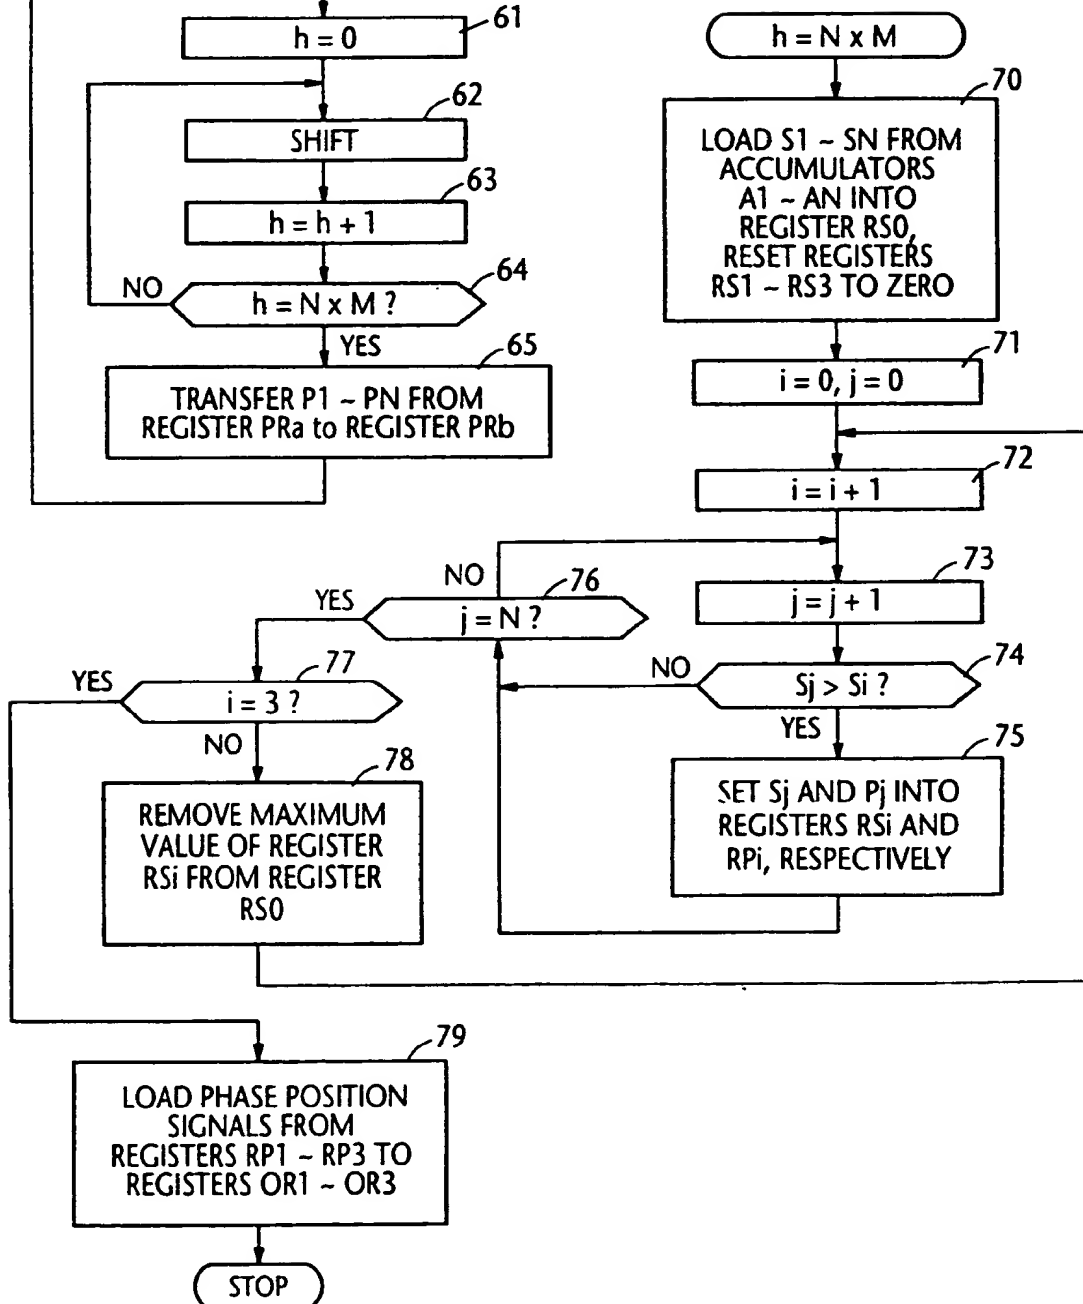 61
h = 0
62
SHIFT
63
h = h + 1
64
NO
h = N x M ?
YES
65
TRANSFER P1 ~ PN FROM
REGISTER PRa to REGISTER PRb
h = N x M
70
LOAD S1 ~ SN FROM
ACCUMULATORS
A1 ~ AN INTO
REGISTER RS0,
RESET REGISTERS
RS1 ~ RS3 TO ZERO
71
i = 0, j = 0
72
i = i + 1
73
j = j + 1
74
NO
Sj > Si ?
YES
75
SET Sj AND Pj INTO
REGISTERS RSi AND
RPi, RESPECTIVELY
NO
76
YES
j = N ?
77
YES
i = 3 ?
NO
78
REMOVE MAXIMUM
VALUE OF REGISTER
RSi FROM REGISTER
RS0
79
LOAD PHASE POSITION
SIGNALS FROM
REGISTERS RP1 ~ RP3 TO
REGISTERS OR1 ~ OR3
STOP